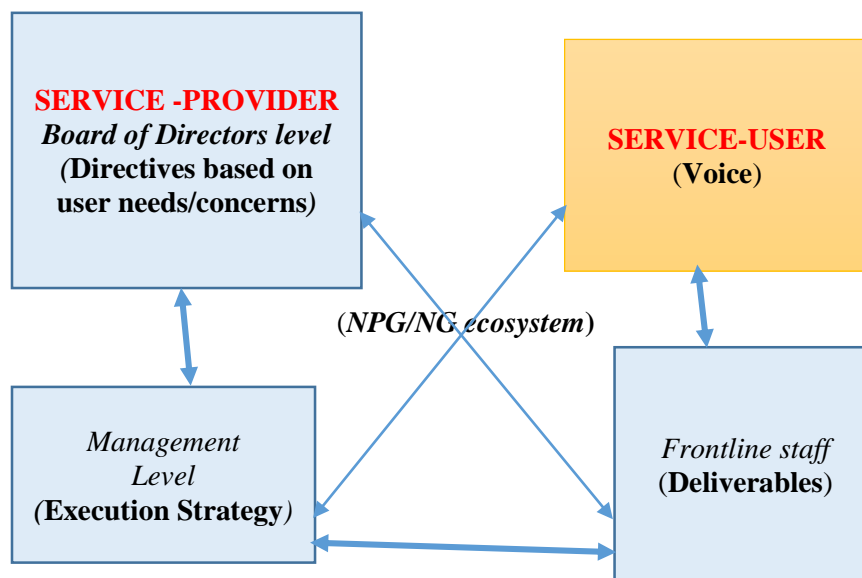 SERVICE -PROVIDER
Board of Directors level
(Directives based on
user needs/concerns)
SERVICE-USER
(Voice)
(NPG/NG ecosystem)
Management
Level
(Execution Strategy)
Frontline staff
(Deliverables)